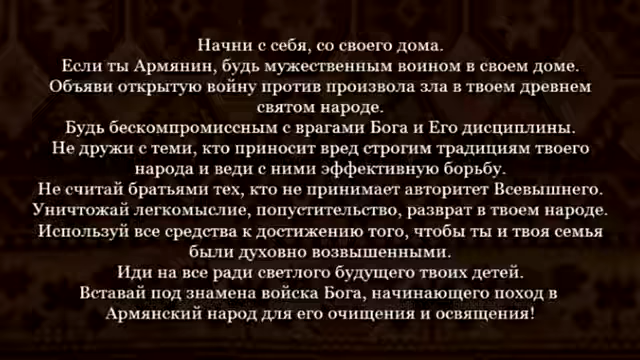 Начни с себя, со своего дома.
Если ты Армянин, будь мужественным воином в своем доме.
Объяви открытую войну против произвола зла в твоем древнем
святом народе.
Будь бескомпромиссным с врагами Бога и Его дисциплины.
Не дружи с теми, кто приносит вред строгим традициям твоего
народа и веди с ними эффективную борьбу.
Не считай братьями тех, кто не принимает авторитет Всевышнего.
Уничтожай легкомыслие, попустительство, разврат в твоем народе.
Используй все средства к достижению того, чтобы ты и твоя семья
были духовно возвышенными.
Иди на все ради светлого будущего твоих детей.
Вставай под знамена войска Бога, начинающего поход в
Армянский народ для его очищения и освящения!